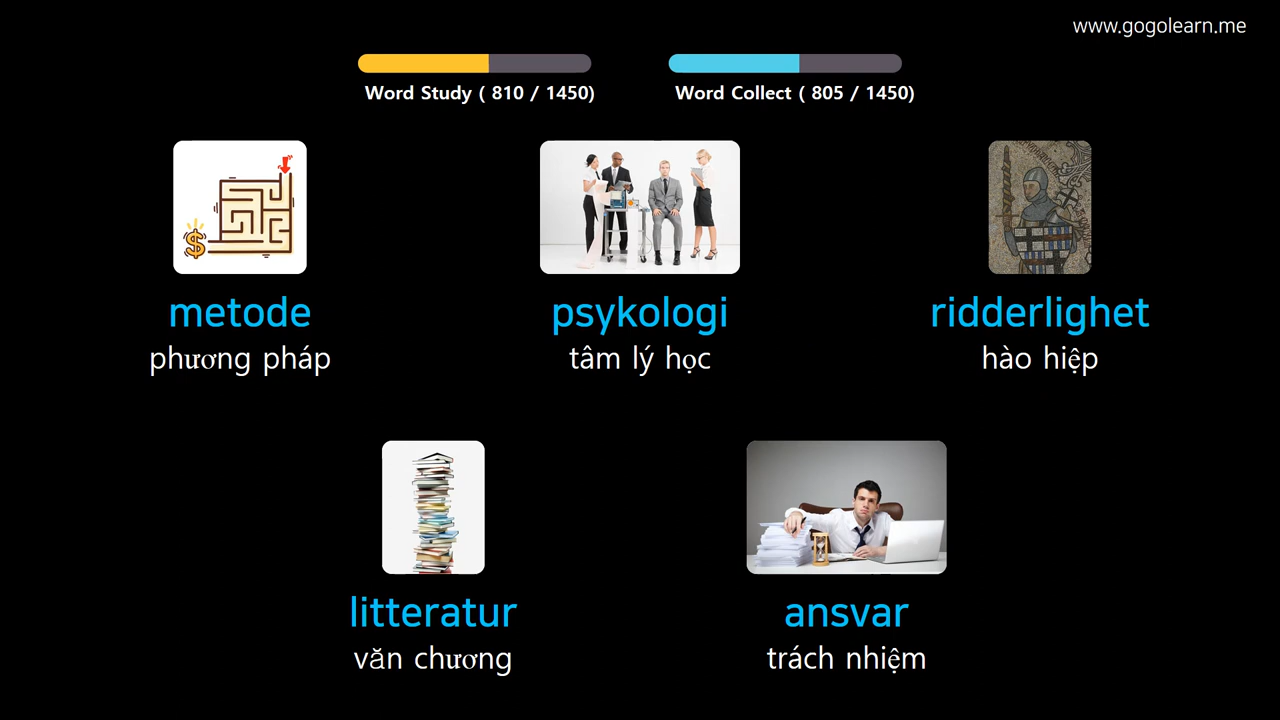 www.gogolearn.me
Word Study ( 810 / 1450)
Word Collect ( 805 / 1450)
metode
psykologi
ridderlighet
phương pháp
tâm lý học
hào hiệp
litteratur
ansvar
văn chương
trách nhiệm